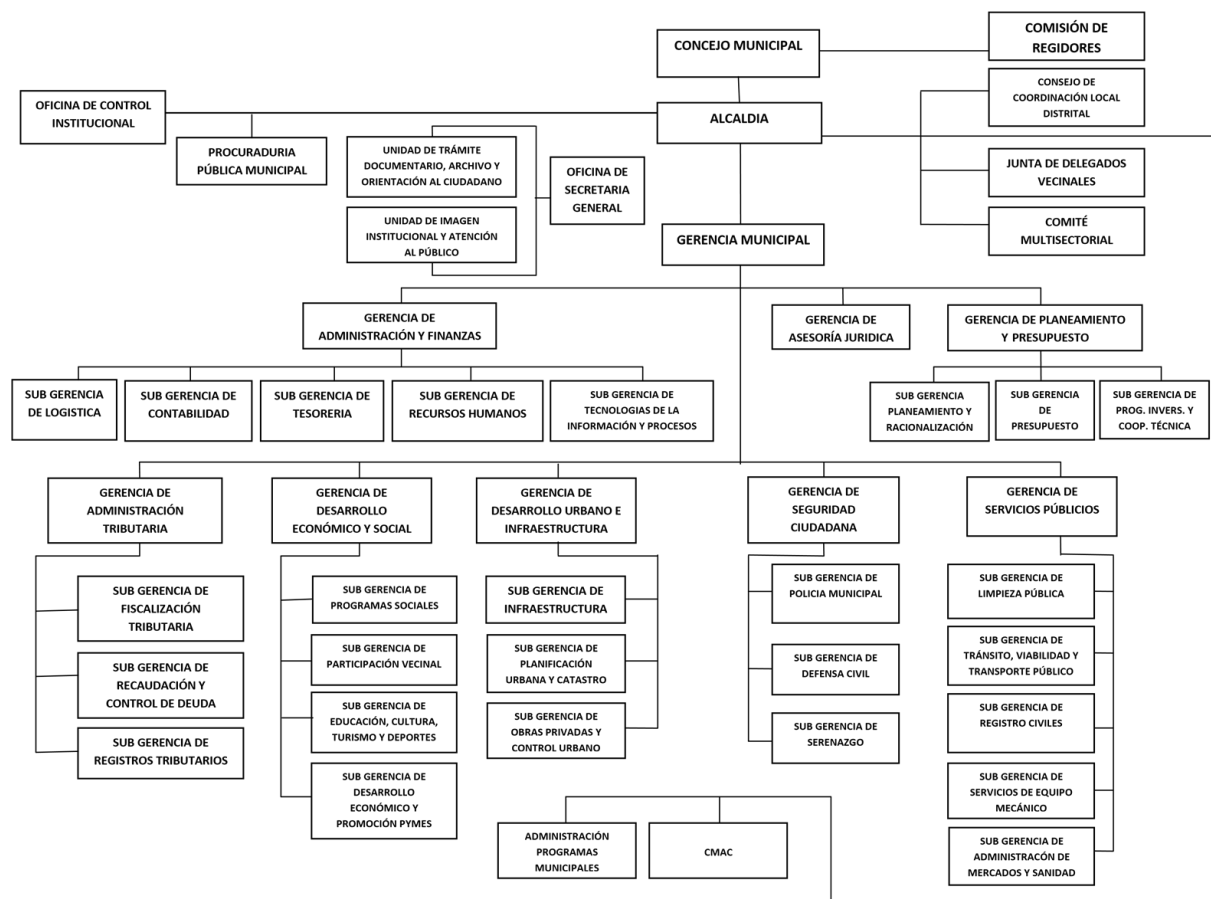 CONCEJO MUNICIPAL
COMISIÓN DE
REGIDORES
CONSEJO DE
COORDINACIÓN LOCAL
DISTRITAL
OFICINA DE CONTROL
INSTITUCIONAL
ALCALDIA
PROCURADURIA
PÚBLICA MUNICIPAL
UNIDAD DE TRÁMITE
DOCUMENTARIO, ARCHIVO Y
ORIENTACIÓN AL CIUDADANO
OFICINA DE
SECRETARIA
GENERAL
JUNTA DE DELEGADOS
VECINALES
UNIDAD DE IMAGEN
INSTITUCIONAL Y ATENCIÓN
AL PÚBLICO
COMITÉ
MULTISECTORIAL
GERENCIA MUNICIPAL
GERENCIA DE
ADMINISTRACIÓN Y FINANZAS
GERENCIA DE
ASESORÍA JURIDICA
GERENCIA DE PLANEAMIENTO
Y PRESUPUESTO
SUB GERENCIA
DE LOGISTICA
SUB GERENCIA DE
CONTABILIDAD
SUB GERENCIA DE
TESORERIA
SUB GERENCIA DE
RECURSOS HUMANOS
SUB GERENCIA DE
TECNOLOGIAS DE LA
INFORMACIÓN Y PROCESOS
SUB GERENCIA
PLANEAMIENTO Y
RACIONALIZACIÓN
SUB GERENCIA
DE
PRESUPUESTO
SUB GERENCIA DE
PROG. INVERS. Y
COOP. TÉCNICA
GERENCIA DE
ADMINISTRACIÓN
TRIBUTARIA
GERENCIA DE
DESARROLLO
ECONÓMICO Y SOCIAL
GERENCIA DE
DESARROLLO URBANO E
INFRAESTRUCTURA
GERENCIA DE
SEGURIDAD
CIUDADANA
GERENCIA DE
SERVICIOS PÚBLICIOS
SUB GERENCIA DE
FISCALIZACIÓN
TRIBUTARIA
SUB GERENCIA DE
RECAUDACIÓN Y
CONTROL DE DEUDA
SUB GERENCIA DE
REGISTROS TRIBUTARIOS
SUB GERENCIA DE
PROGRAMAS SOCIALES
SUB GERENCIA DE
PARTICIPACIÓN VECINAL
SUB GERENCIA DE
EDUCACIÓN, CULTURA,
TURISMO Y DEPORTES
SUB GERENCIA DE
DESARROLLO
ECONÓMICO Y
PROMOCIÓN PYMES
SUB GERENCIA DE
INFRAESTRUCTURA
SUB GERENCIA DE
PLANIFICACIÓN
URBANA Y CATASTRO
SUB GERENCIA DE
OBRAS PRIVADAS Y
CONTROL URBANO
SUB GERENCIA DE
POLICIA MUNICIPAL
SUB GERENCIA DE
DEFENSA CIVIL
SUB GERENCIA DE
SERENAZGO
SUB GERENCIA DE
LIMPIEZA PÚBLICA
SUB GERENCIA DE
TRÁNSITO, VIABILIDAD Y
TRANSPORTE PÚBLICO
SUB GERENCIA DE
REGISTRO CIVILES
SUB GERENCIA DE
SERVICIOS DE EQUIPO
MECÁNICO
SUB GERENCIA DE
ADMINISTRACÓN DE
MERCADOS Y SANIDAD
ADMINISTRACIÓN
PROGRAMAS
MUNICIPALES
CMAC